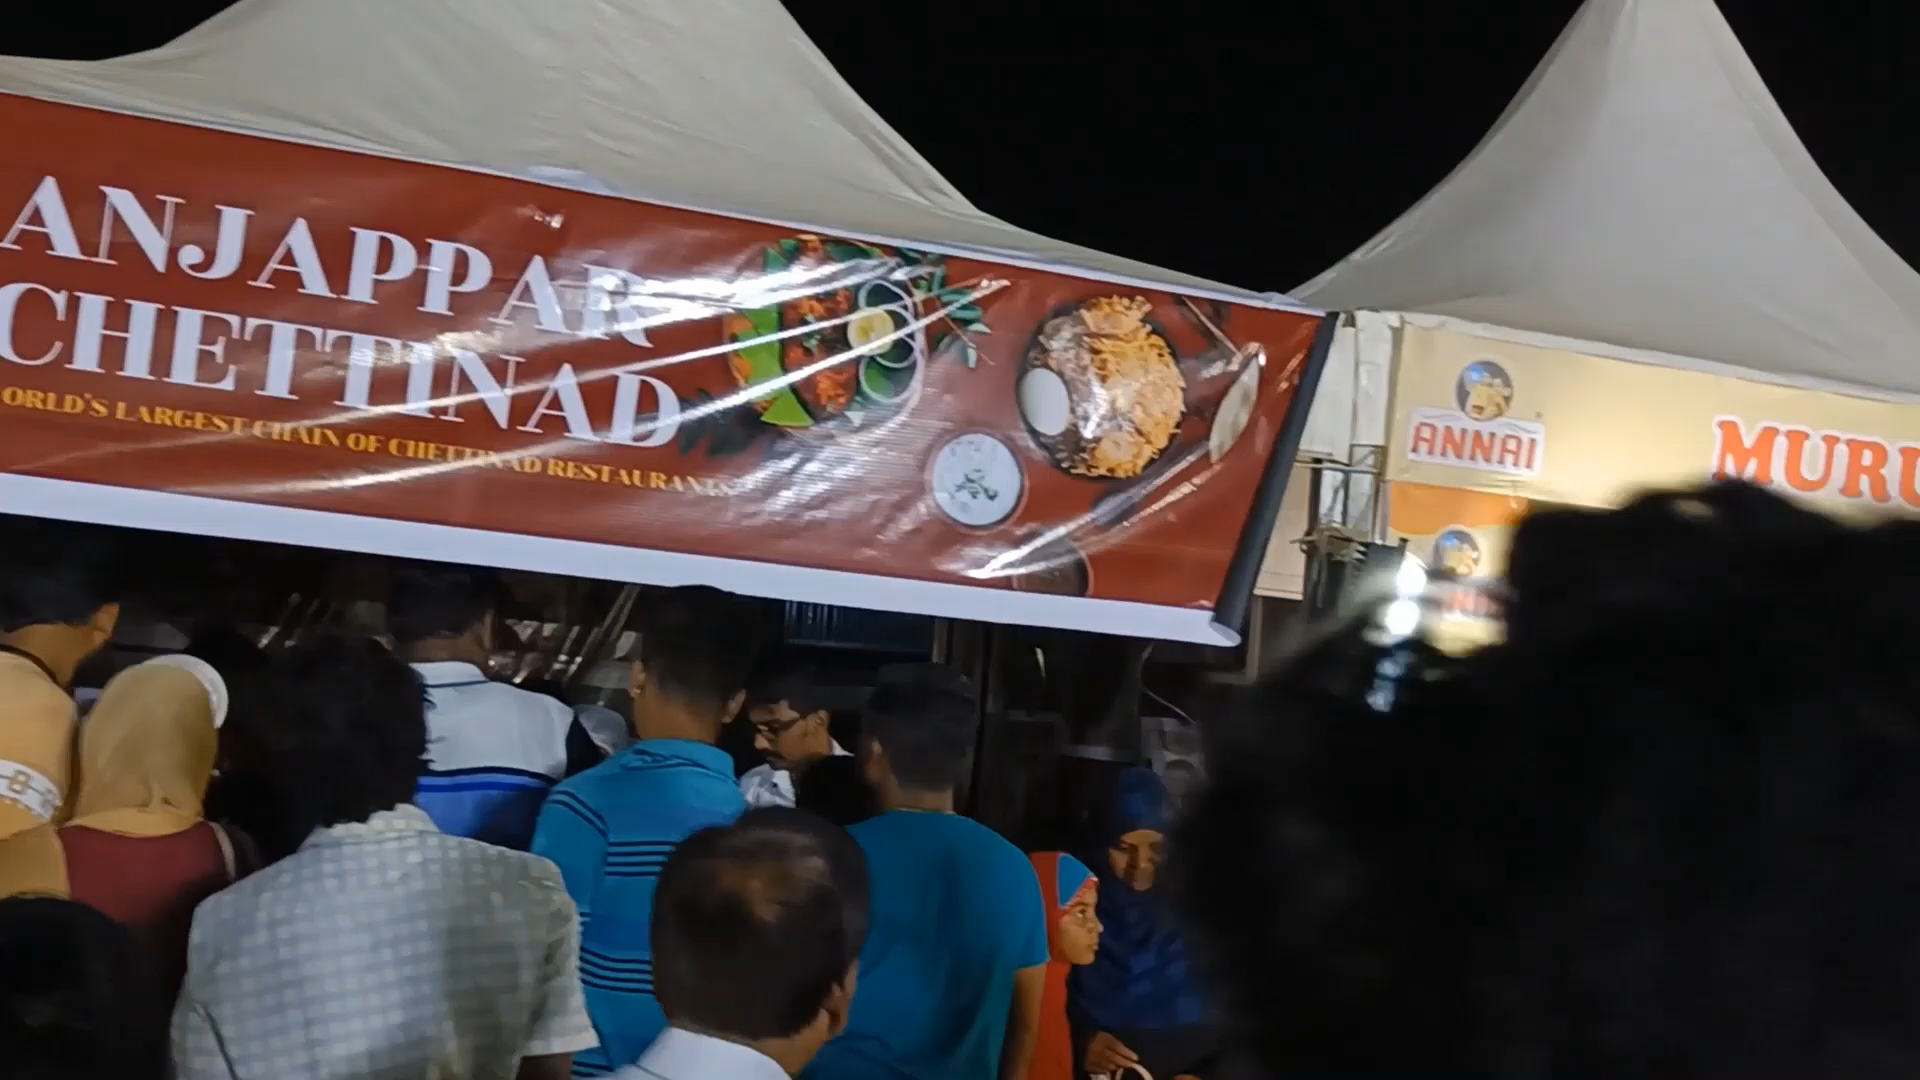 ANJAPPAR
CHETTINAD
ORLD'S LARGEST CHAIN OF CHETTINAD RESTAURANTS
ANNAI
MURU